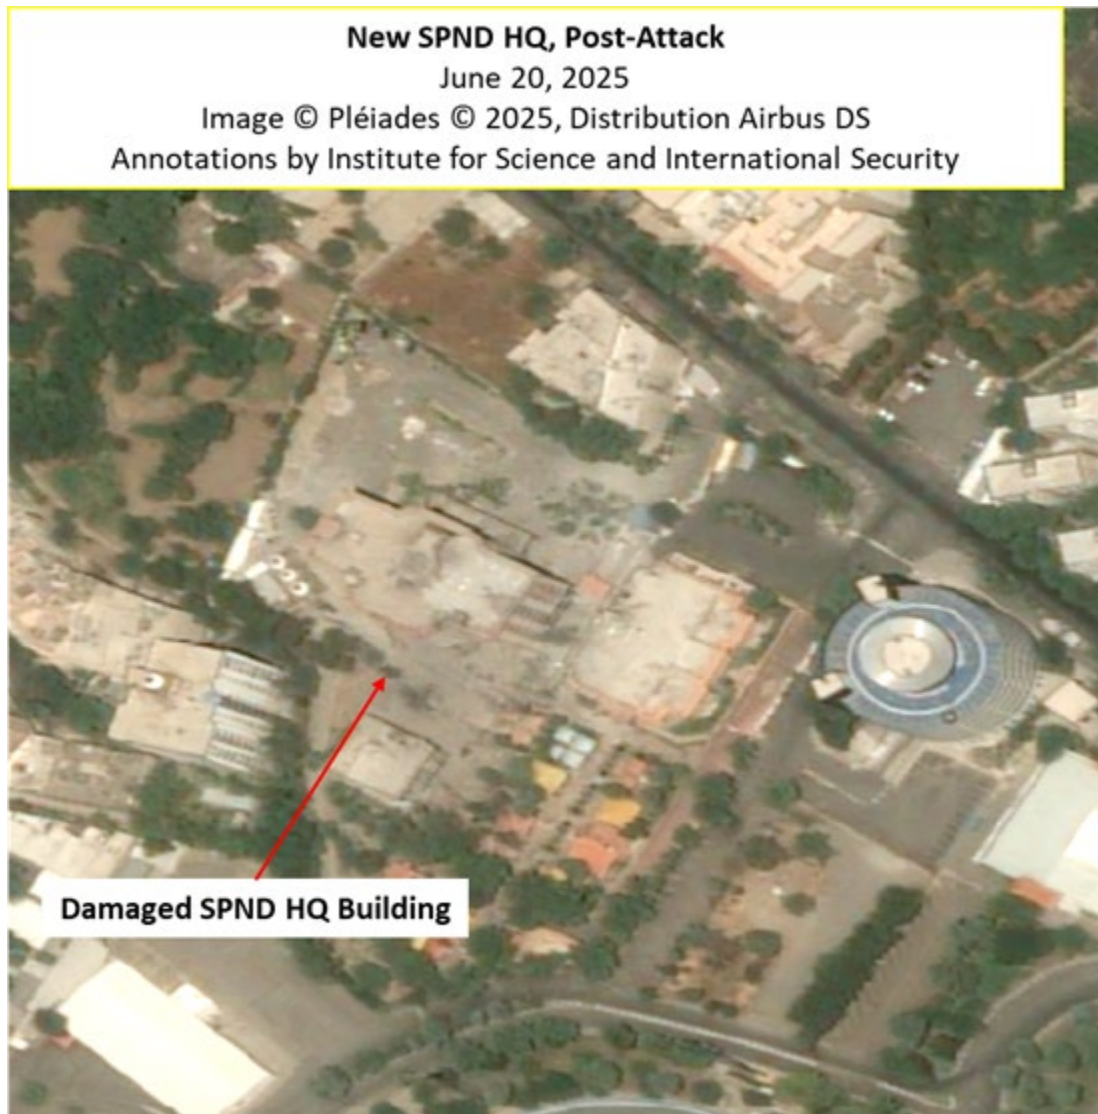 New SPND HQ, Post-Attack
June 20, 2025
Image © Pléiades © 2025, Distribution Airbus DS
Annotations by Institute for Science and International Security
Damaged SPND HQ Building